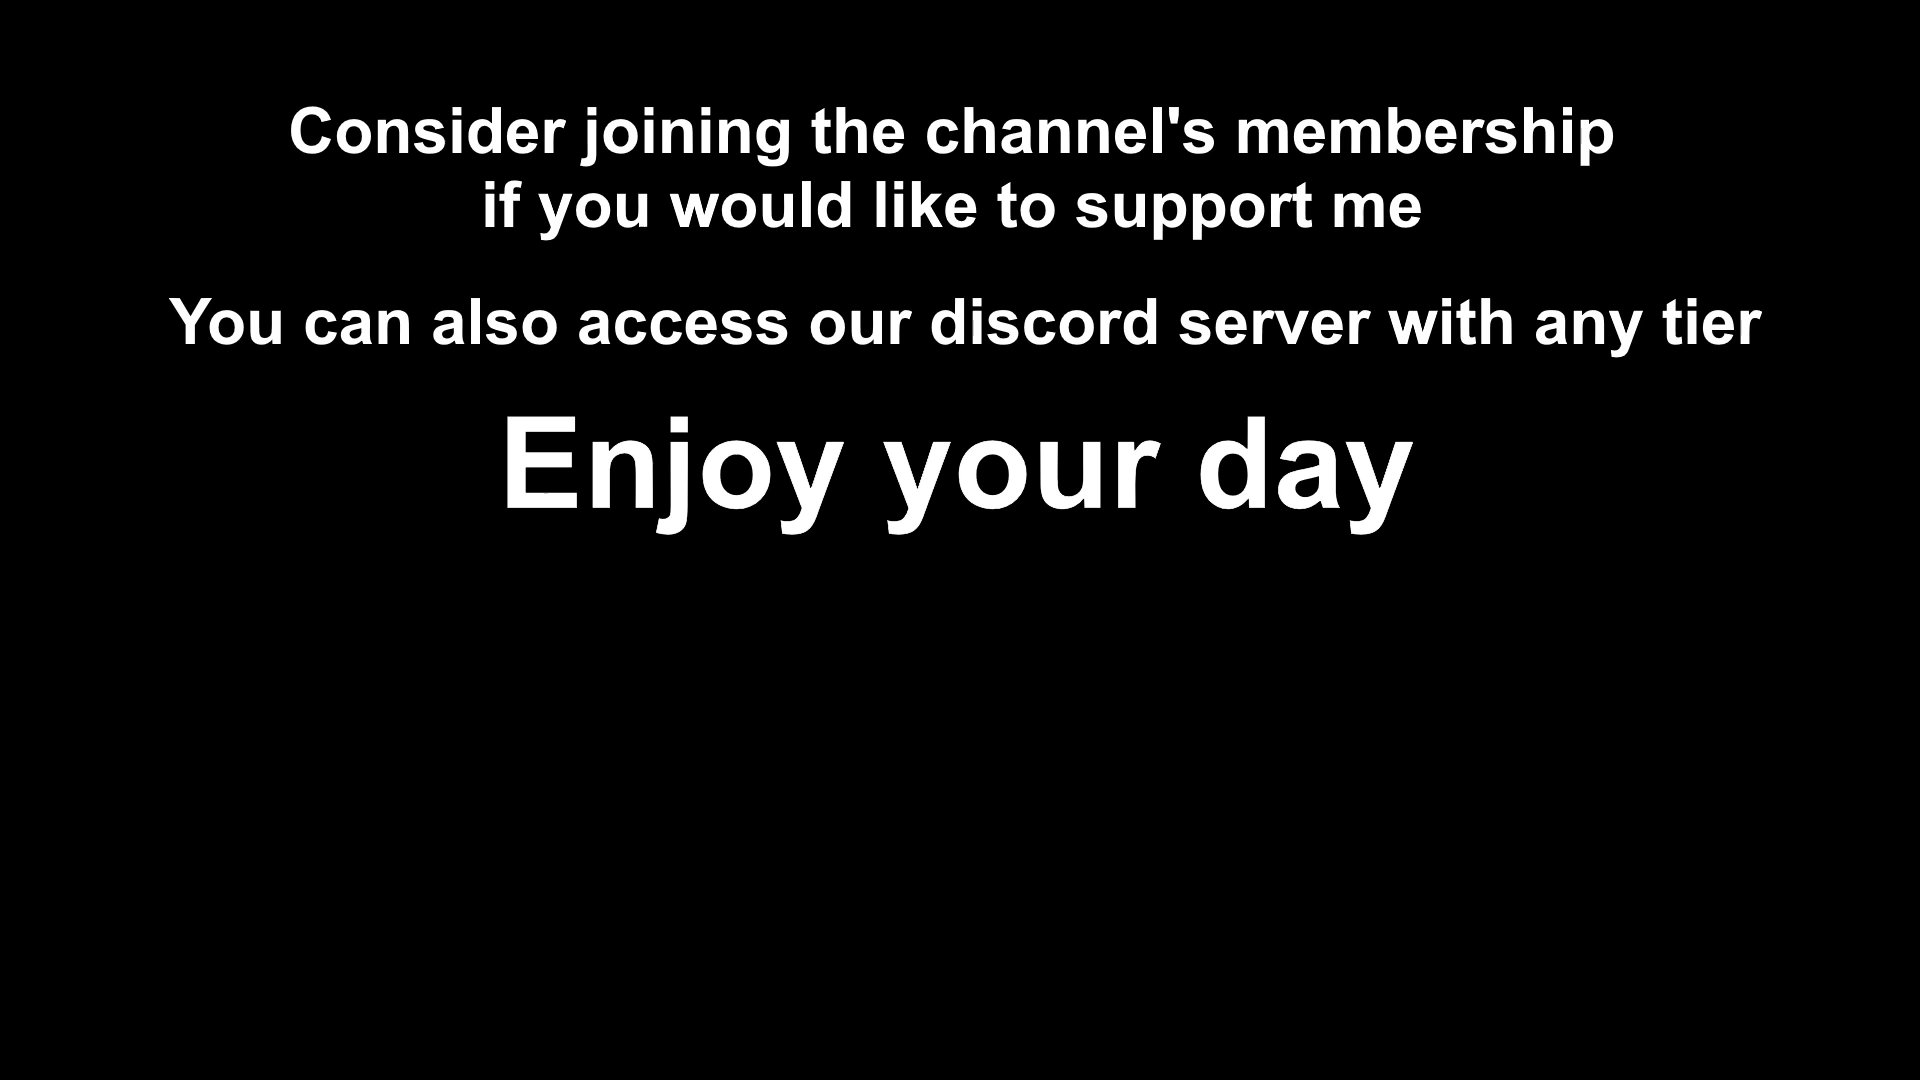 Consider joining the channel's membership
if you would like to support me
You can also access our discord server with any tier
Enjoy your day